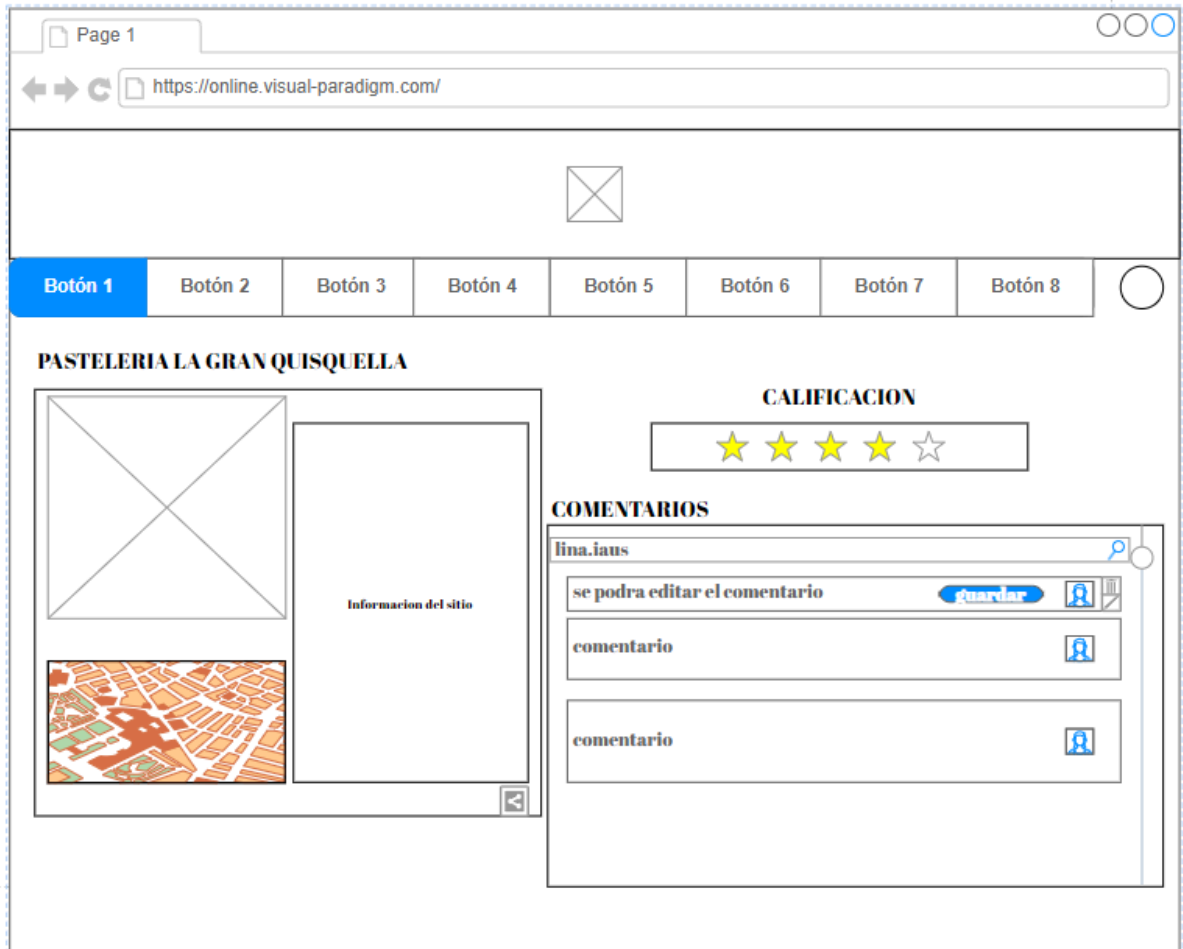 Page 1
https://online.visual-paradigm.com/
Botón 1 Botón 2 Botón 3 Botón 4 Botón 5 Botón 6 Botón 7 Botón 8
PASTELERIA LA GRAN QUISQUELLA
Informacion del sitio
CALIFICACION
COMENTARIOS
lina.iaus
se podra editar el comentario guardar
comentario
comentario